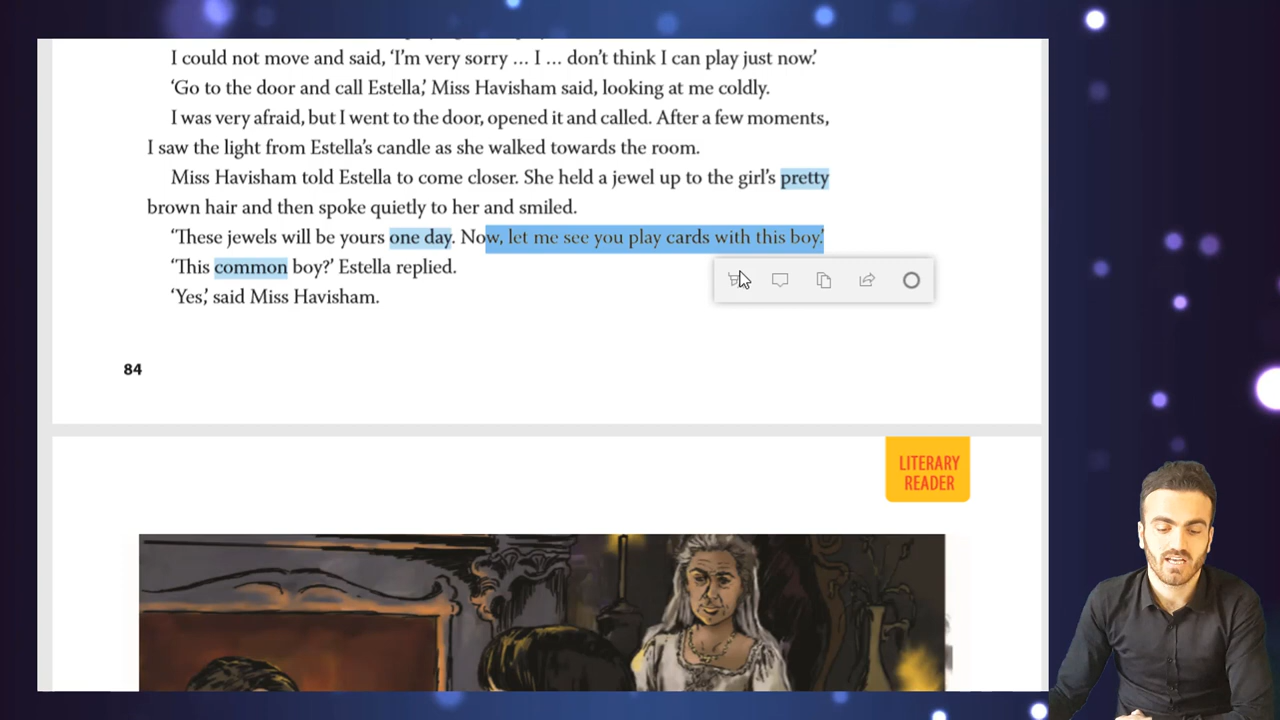 I could not move and said, ‘I’m very sorry … I … don’t think I can play just now.’
‘Go to the door and call Estella,’ Miss Havisham said, looking at me coldly.
I was very afraid, but I went to the door, opened it and called. After a few moments,
I saw the light from Estella’s candle as she walked towards the room.
Miss Havisham told Estella to come closer. She held a jewel up to the girl’s pretty
brown hair and then spoke quietly to her and smiled.
‘These jewels will be yours one day. Now, let me see you play cards with this boy.’
‘This common boy?’ Estella replied.
‘Yes,’ said Miss Havisham.
84
LITERARY
READER